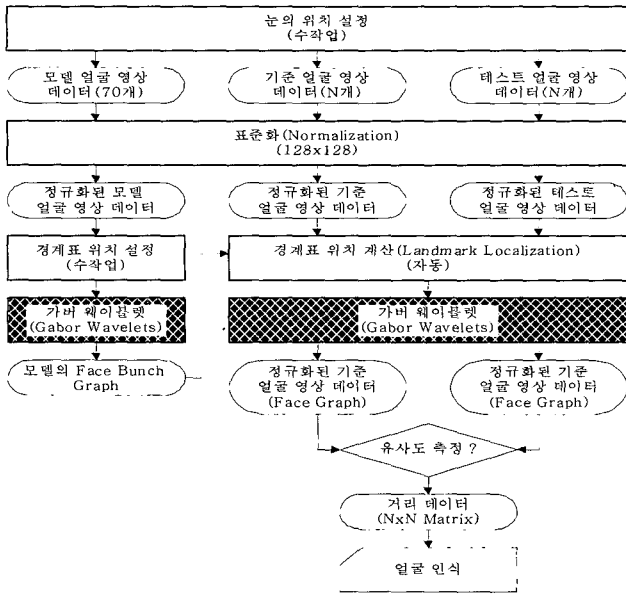 눈의 위치 설정
(수작업)
모델 얼굴 영상
데이터(70개)
기준 얼굴 영상
데이터(N개)
테스트 얼굴 영상
데이터(N개)
표준화(Normalization)
(128x128)
정규화된 모델
얼굴 영상 데이터
정규화된 기준
얼굴 영상 데이터
정규화된 테스트
얼굴 영상 데이터
경계표 위치 설정
(수작업)
경계표 위치 계산(Landmark Localization)
(자동)
가버 웨이블렛
(Gabor Wavelets)
가버 웨이블렛
(Gabor Wavelets)
모델의 Face Bunch
Graph
정규화된 기준
얼굴 영상 데이터
(Face Graph)
정규화된 기준
얼굴 영상 데이터
(Face Graph)
유사도 측정?
거리 데이터
(NxN Matrix)
얼굴 인식